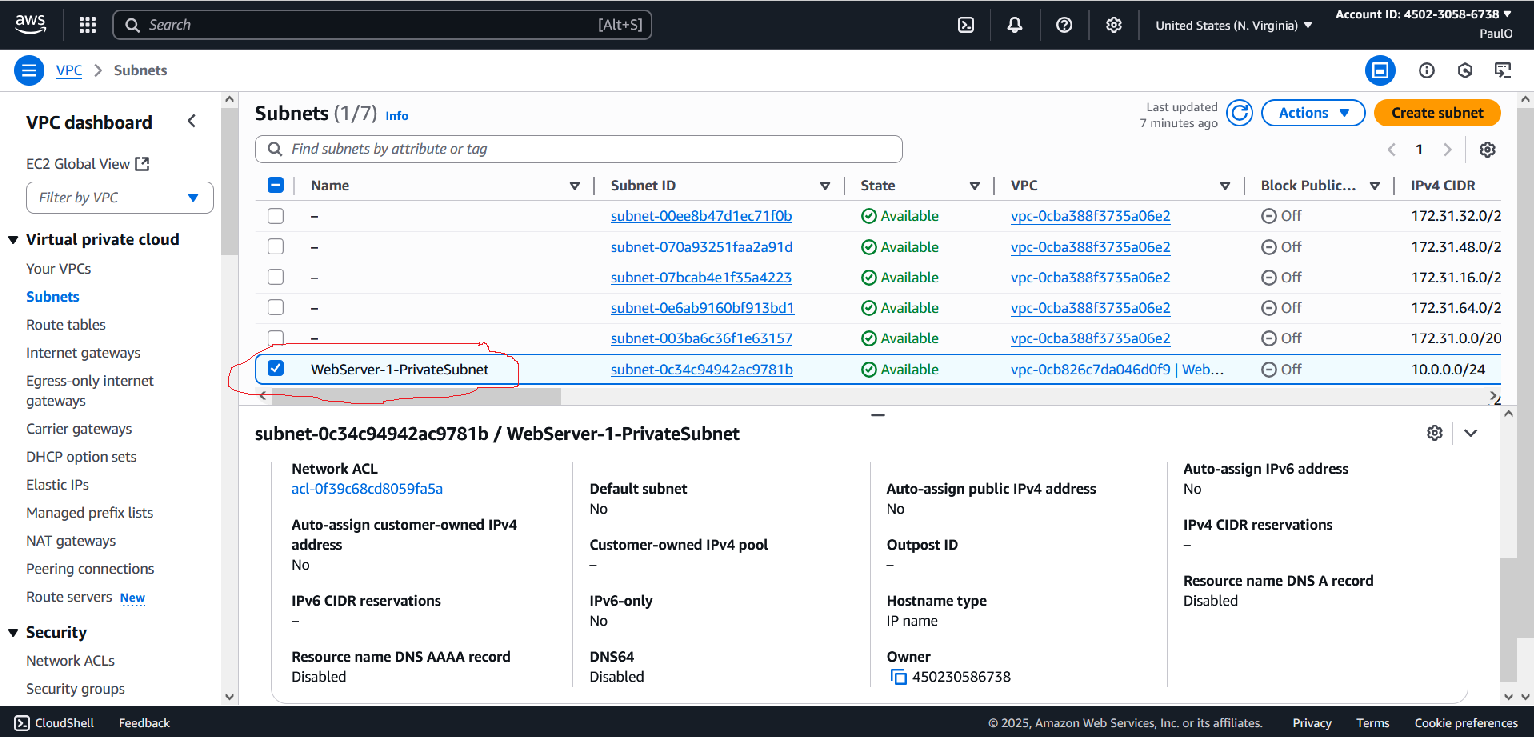 aws
Search [Alt+S]
United States (N. Virginia)
Account ID: 4502-3058-6738
PaulO
VPC
Subnets
VPC dashboard
EC2 Global View
Filter by VPC
Virtual private cloud
Your VPCs
Subnets
Route tables
Internet gateways
Egress-only internet
gateways
Carrier gateways
DHCP option sets
Elastic IPs
Managed prefix lists
NAT gateways
Peering connections
Route servers New
Security
Network ACLs
Security groups
Subnets (1/7) Info
Last updated
7 minutes ago
Actions
Create subnet
Find subnets by attribute or tag
1
Name Subnet ID State VPC Block Public... IPv4 CIDR
– subnet-00ee8b47d1ec71f0b Available vpc-0cba388f3735a06e2 Off 172.31.32.0/2
– subnet-070a93251faa2a91d Available vpc-0cba388f3735a06e2 Off 172.31.48.0/2
– subnet-07bcab4e1f35a4223 Available vpc-0cba388f3735a06e2 Off 172.31.16.0/2
– subnet-0e6ab9160bf913bd1 Available vpc-0cba388f3735a06e2 Off 172.31.64.0/2
– subnet-003ba6c36f1e63157 Available vpc-0cba388f3735a06e2 Off 172.31.0.0/20
WebServer-1-PrivateSubnet subnet-0c34c94942ac9781b Available vpc-0cb826c7da046d0f9 | Web... Off 10.0.0.0/24
subnet-0c34c94942ac9781b / WebServer-1-PrivateSubnet
Network ACL
acl-0f39c68cd8059fa5a
Auto-assign customer-owned IPv4
address
No
IPv6 CIDR reservations
–
Resource name DNS AAAA record
Disabled
Default subnet
No
Customer-owned IPv4 pool
–
IPv6-only
No
DNS64
Disabled
Auto-assign public IPv4 address
No
Outpost ID
–
Hostname type
IP name
Owner
450230586738
Auto-assign IPv6 address
No
IPv4 CIDR reservations
–
Resource name DNS A record
Disabled
CloudShell
Feedback
© 2025, Amazon Web Services, Inc. or its affiliates.
Privacy
Terms
Cookie preferences